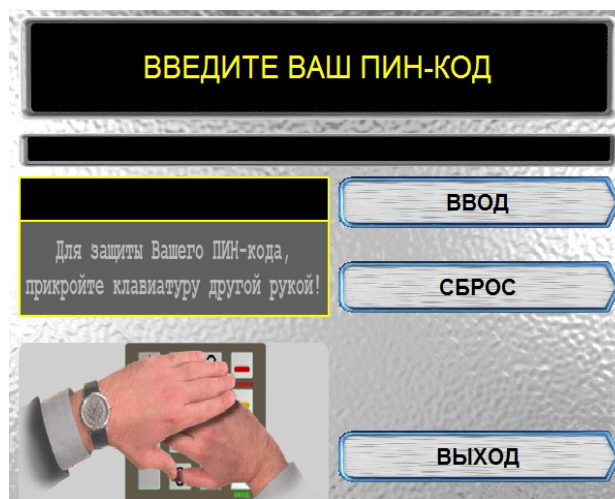 ВВЕДИТЕ ВАШ ПИН-КОД
ВВОД
Для защиты Вашего ПИН-кода,
прикройте клавиатуру другой рукой!
СБРОС
ВЫХОД